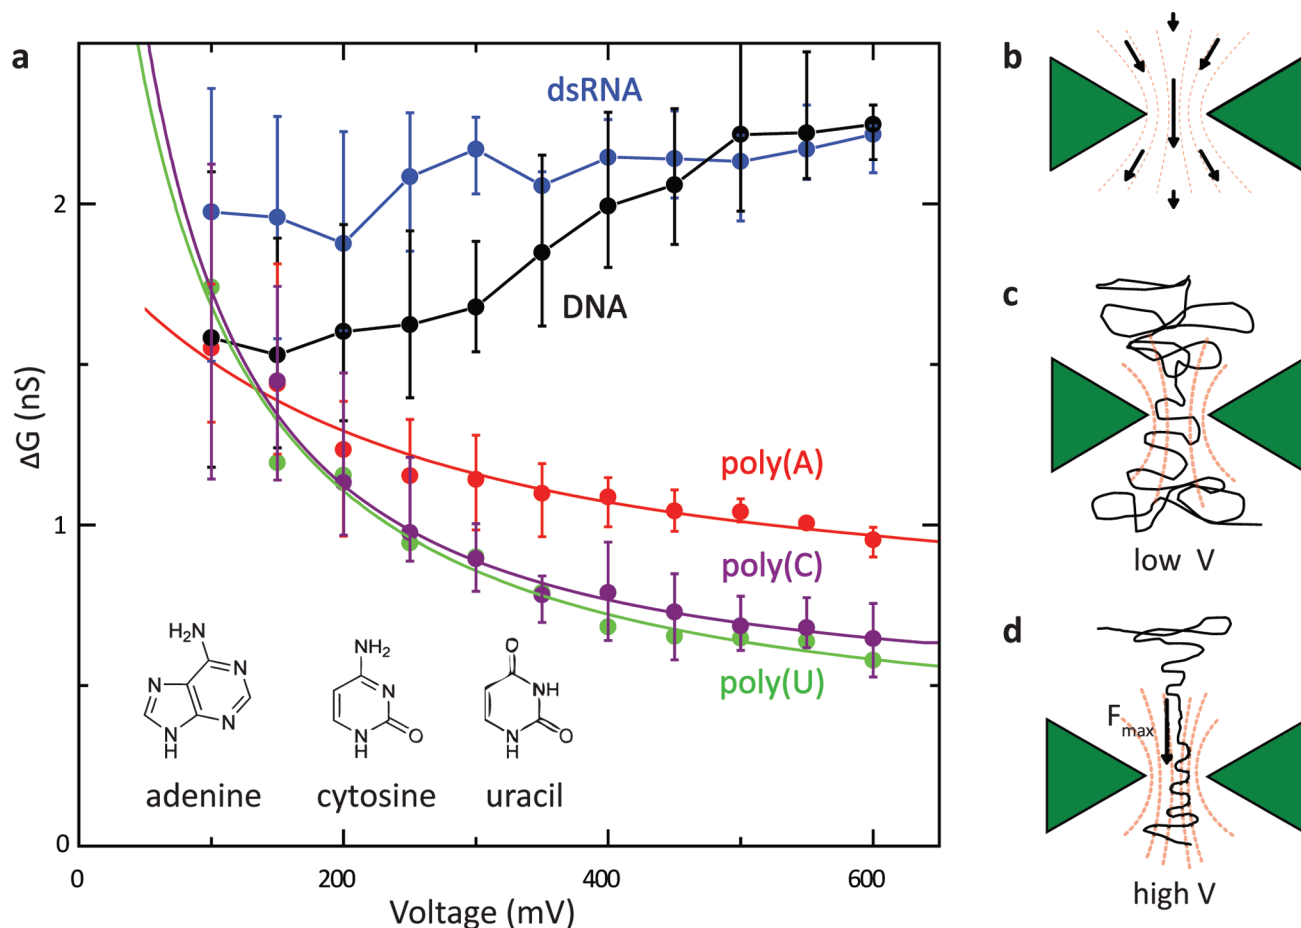 a
ΔG (nS)
2
1
0
0
200
400
600
Voltage (mV)
dsRNA
DNA
poly(A)
poly(C)
poly(U)
H₂N
N
N
N
N
H
adenine
NH₂
N
N
H
O
cytosine
O
NH
N
H
O
uracil
b
c
low V
d
Fmax
high V